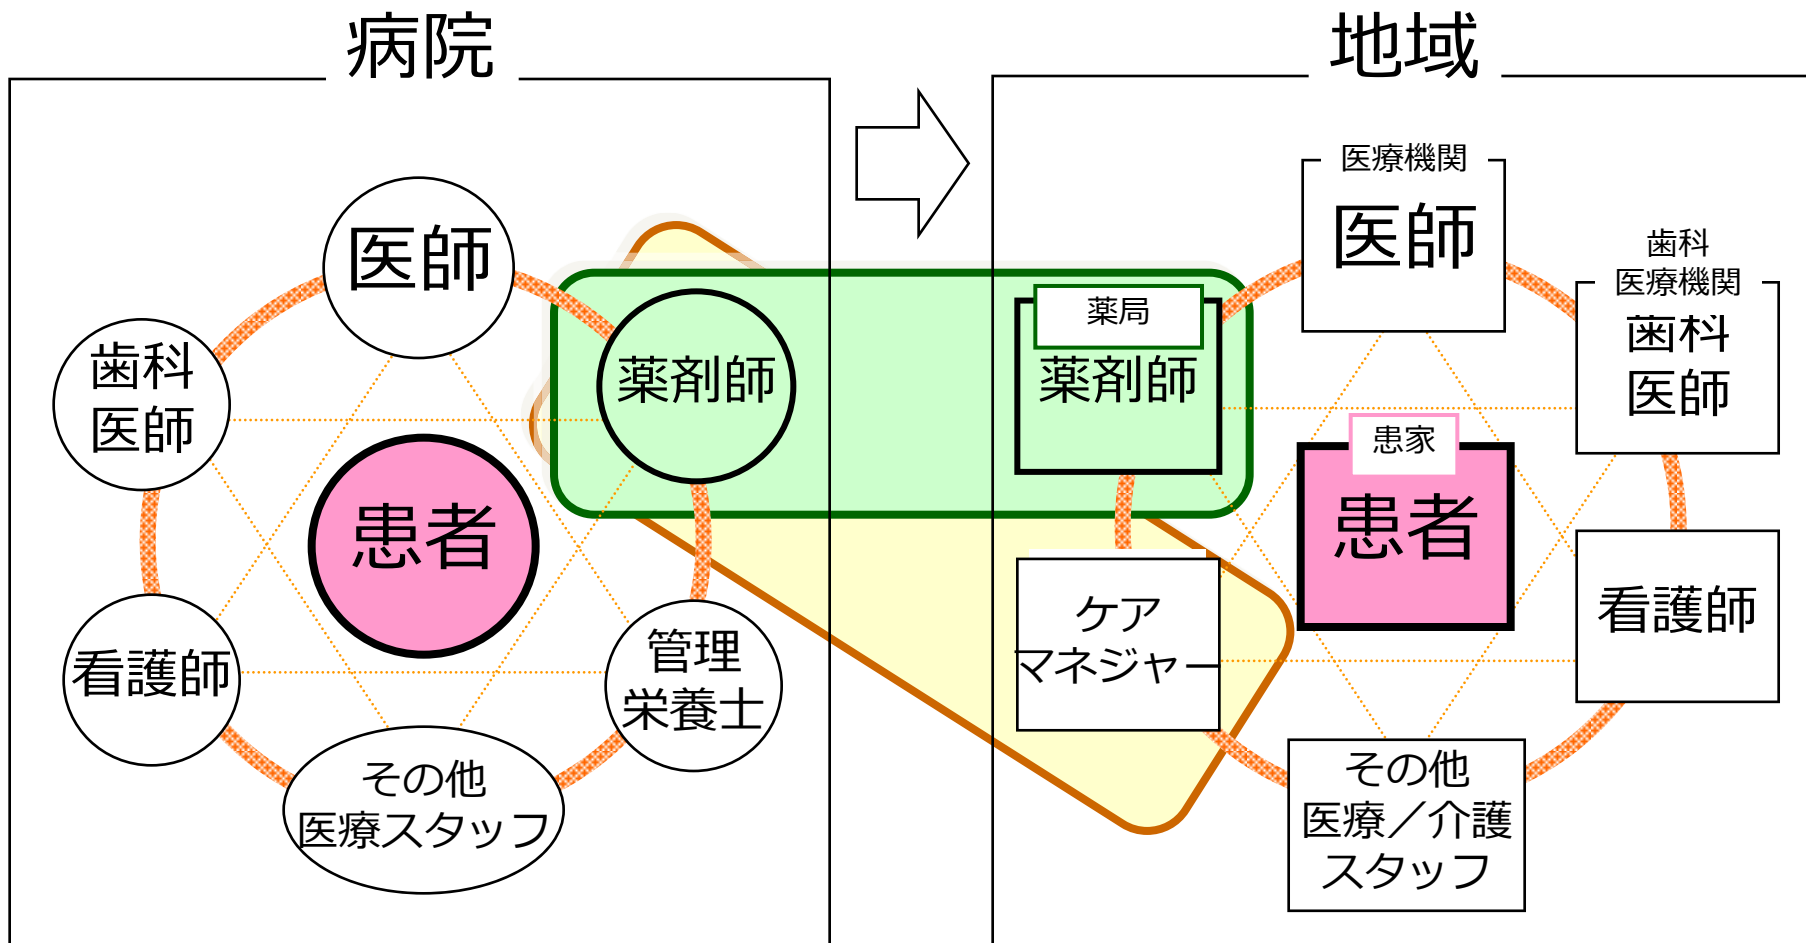 病院
医師
薬剤師
歯科
医師
患者
看護師
管理
栄養士
その他
医療スタッフ
地域
医療機関
医師
歯科
医療機関
歯科
医師
薬局
薬剤師
患家
患者
ケア
マネジャー
看護師
その他
医療／介護
スタッフ